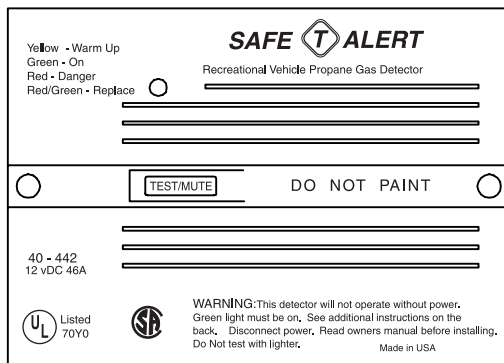 Yellow - Warm Up
Green - On
Red - Danger
Red/Green - Replace
SAFE T ALERT
Recreational Vehicle Propane Gas Detector
TEST/MUTE
DO NOT PAINT
40 - 442
12 vDC 46A
UL Listed
70Y0
SA
WARNING:This detector will not operate without power.
Green light must be on. See additional instructions on the
back. Disconnect power. Read owners manual before installing.
Do Not test with lighter.
Made in USA